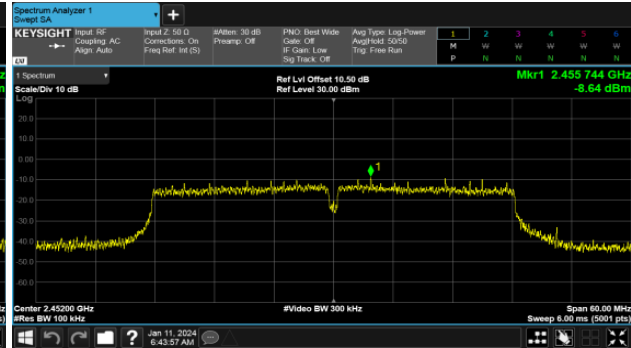 Spectrum Analyzer 1
Swept SA
+
KEYSIGHT Input: RF
Coupling: AC
Align: Auto
Input Z: 50 Ω
Corrections: On
Freq Ref: Int (S)
#Atten: 30 dB
Preamp: Off
PNO: Best Wide
Gate: Off
IF Gain: Low
Sig Track: Off
Avg Type: Log-Power
Avg|Hold: 50/50
Trig: Free Run
1 2 3 4 5 6
M W W W W W
P N N N N N
LXI
1 Spectrum
Scale/Div 10 dB
Ref Lvl Offset 10.50 dB
Ref Level 30.00 dBm
Mkr1 2.455 744 GHz
-8.64 dBm
Log
20.0
10.0
0.00
-10.0
-20.0
-30.0
-40.0
-50.0
-60.0
1
Center 2.45200 GHz
#Res BW 100 kHz
#Video BW 300 kHz
Span 60.00 MHz
Sweep 6.00 ms (5001 pts)
?
Jan 11, 2024
6:43:57 AM